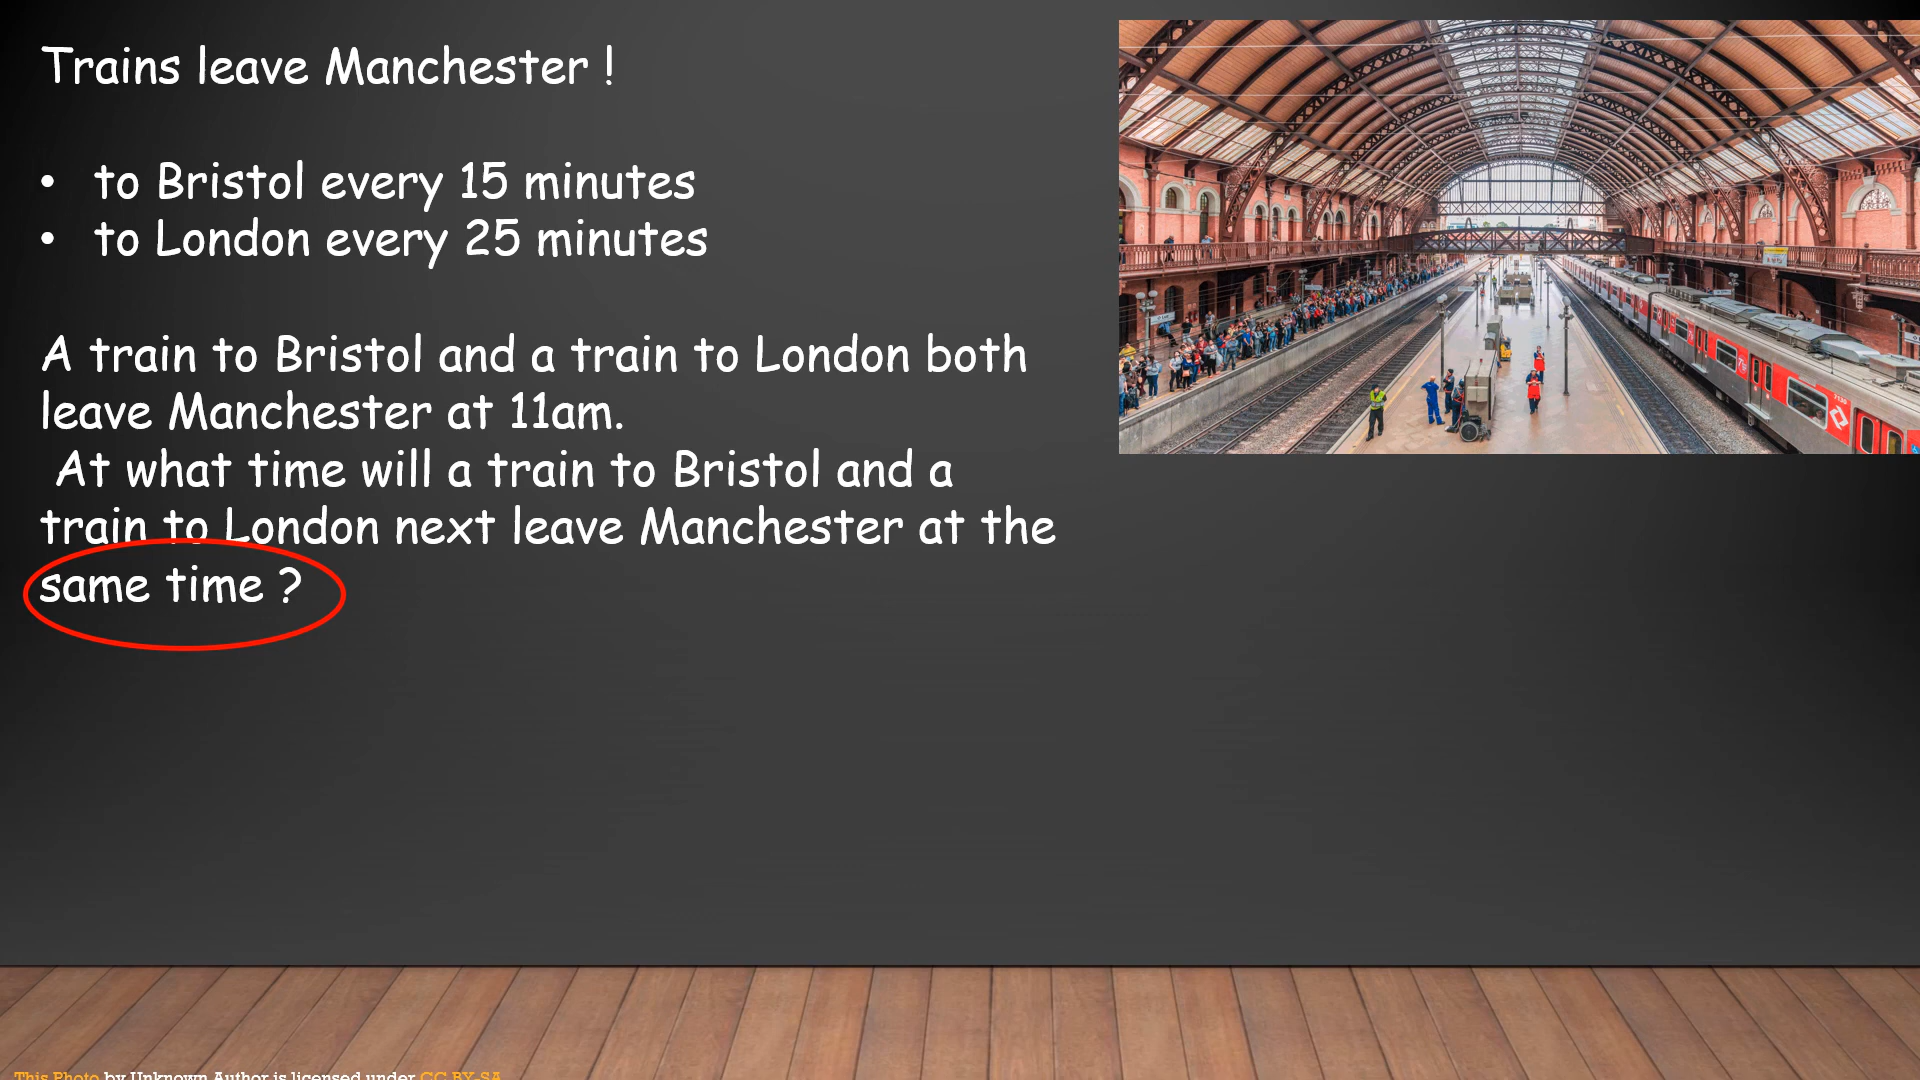 Trains leave Manchester !
• to Bristol every 15 minutes
• to London every 25 minutes
A train to Bristol and a train to London both
leave Manchester at 11am.
At what time will a train to Bristol and a
train to London next leave Manchester at the
same time ?
This Photo by Unknown Author is licensed under CC BY-SA